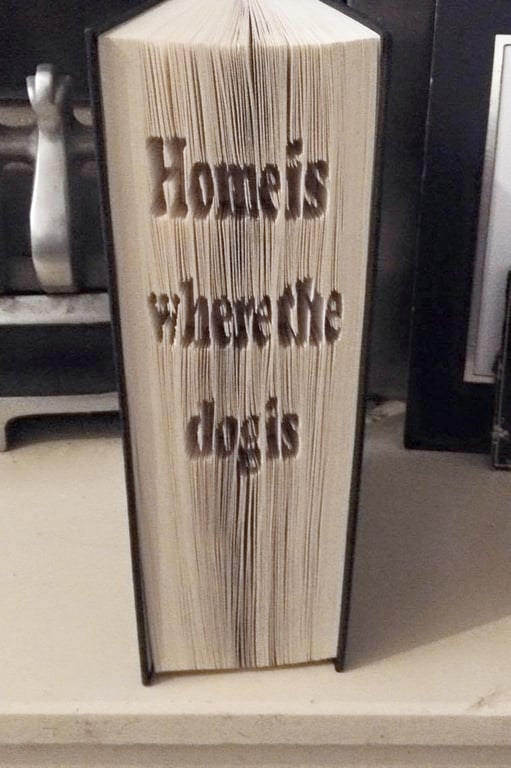 Home is
where the
dog is